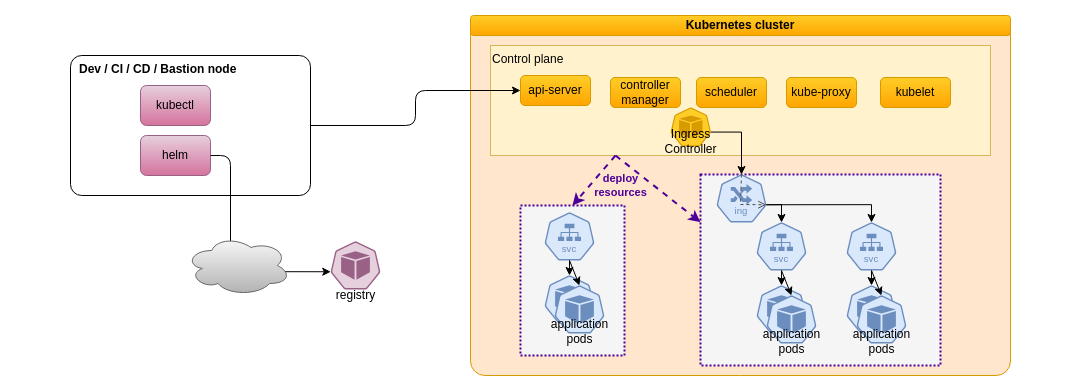 Kubernetes cluster
Control plane
Dev / CI / CD / Bastion node
kubectl
helm
api-server
controller
manager
scheduler
kube-proxy
kubelet
Ingress
Controller
deploy
resources
ing
svc
svc
svc
registry
application
pods
application
pods
application
pods